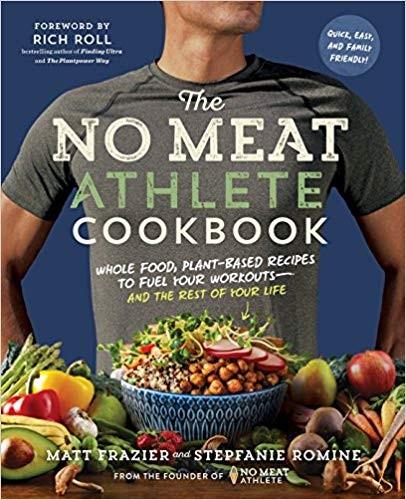 FOREWORD BY
RICH ROLL
bestselling author of Finding Ultra
and The Plantpower Way
QUICK, EASY,
AND FAMILY
FRIENDLY!
The
NO MEAT
ATHLETE
COOKBOOK
WHOLE FOOD, PLANT-BASED RECIPES
TO FUEL YOUR WORKOUTS—
AND THE REST OF YOUR LIFE
MATT FRAZIER and STEPFANIE ROMINE
FROM THE FOUNDER OF NO MEAT
ATHLETE